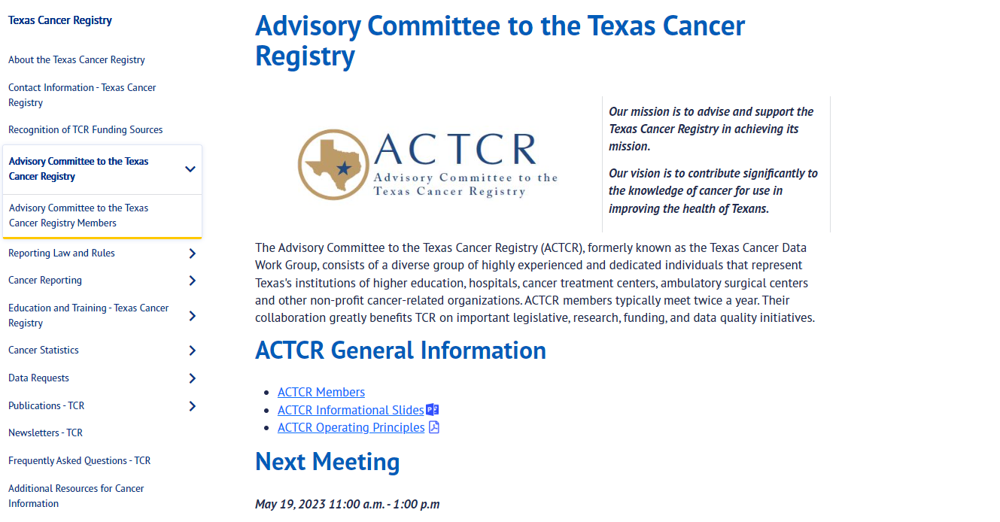 Texas Cancer Registry
About the Texas Cancer Registry
Contact Information - Texas Cancer
Registry
Recognition of TCR Funding Sources
Advisory Committee to the Texas
Cancer Registry
Advisory Committee to the Texas
Cancer Registry Members
Reporting Law and Rules
Cancer Reporting
Education and Training - Texas Cancer
Registry
Cancer Statistics
Data Requests
Publications - TCR
Newsletters - TCR
Frequently Asked Questions - TCR
Additional Resources for Cancer
Information
Advisory Committee to the Texas Cancer
Registry
ACTCR
Advisory Committee to the
Texas Cancer Registry
Our mission is to advise and support the
Texas Cancer Registry in achieving its
mission.
Our vision is to contribute significantly to
the knowledge of cancer for use in
improving the health of Texans.
The Advisory Committee to the Texas Cancer Registry (ACTCR), formerly known as the Texas Cancer Data
Work Group, consists of a diverse group of highly experienced and dedicated individuals that represent
Texas's institutions of higher education, hospitals, cancer treatment centers, ambulatory surgical centers
and other non-profit cancer-related organizations. ACTCR members typically meet twice a year. Their
collaboration greatly benefits TCR on important legislative, research, funding, and data quality initiatives.
ACTCR General Information
ACTCR Members
ACTCR Informational Slides
ACTCR Operating Principles
Next Meeting
May 19, 2023 11:00 a.m. - 1:00 p.m